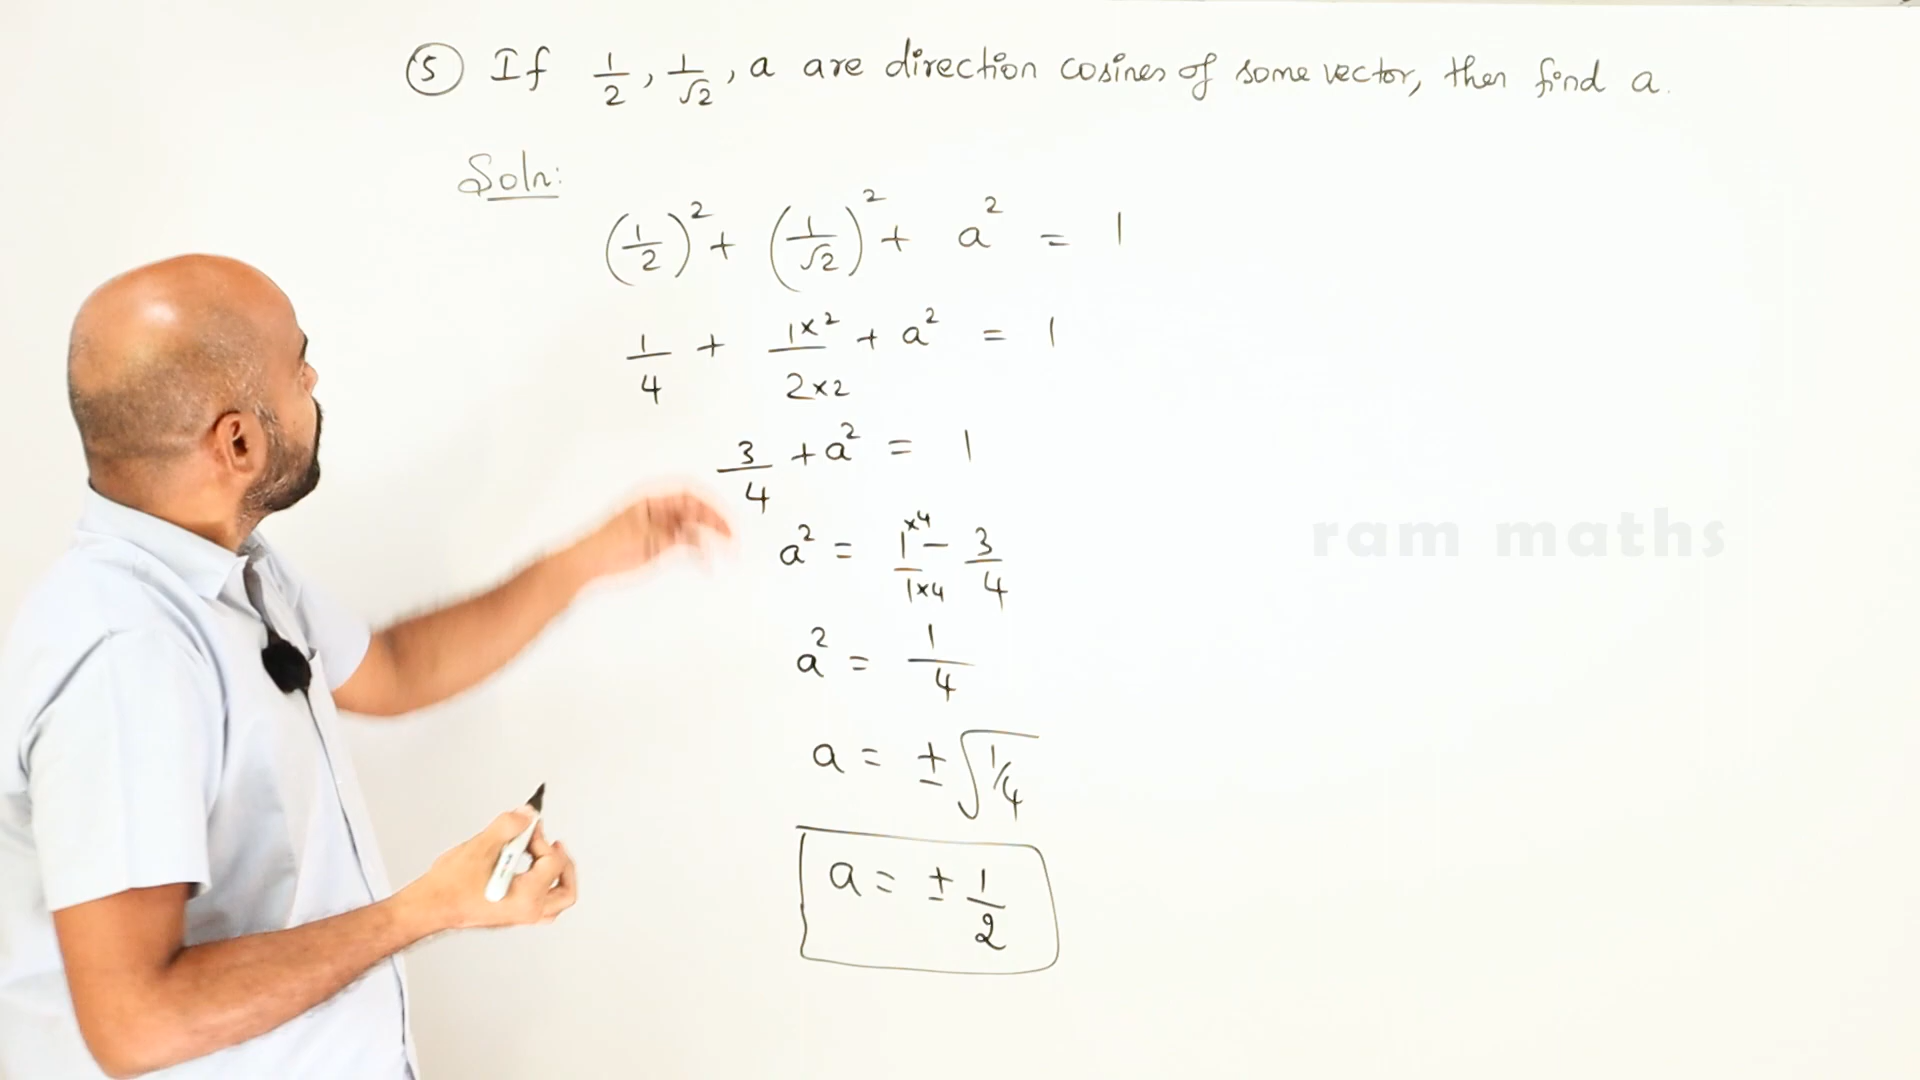 5 If 1/2, 1/√2, a are direction cosines of some vector, then find a.
Soln:
(1/2)² + (1/√2)² + a² = 1
1/4 + 1×2/2×2 + a² = 1
3/4 + a² = 1
a² = 1×4/1×4 - 3/4
a² = 1/4
a = ±√1/4
a = ± 1/2
ram maths